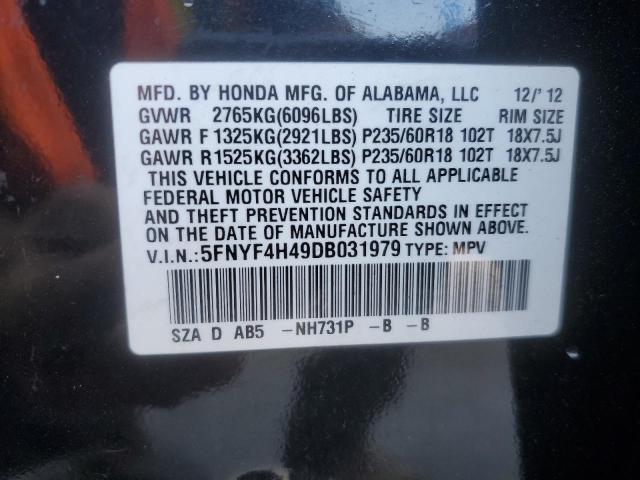 MFD. BY HONDA MFG. OF ALABAMA, LLC 12/'12
GVWR 2765KG(6096LBS) TIRE SIZE RIM SIZE
GAWR F 1325KG(2921LBS) P235/60R18 102T 18X7.5J
GAWR R 1525KG(3362LBS) P235/60R18 102T 18X7.5J
THIS VEHICLE CONFORMS TO ALL APPLICABLE
FEDERAL MOTOR VEHICLE SAFETY
AND THEFT PREVENTION STANDARDS IN EFFECT
ON THE DATE OF MANUFACTURE SHOWN ABOVE.
V.I.N.: 5FNYF4H49DB031979 TYPE: MPV
SZA D AB5 -NH731P -B -B